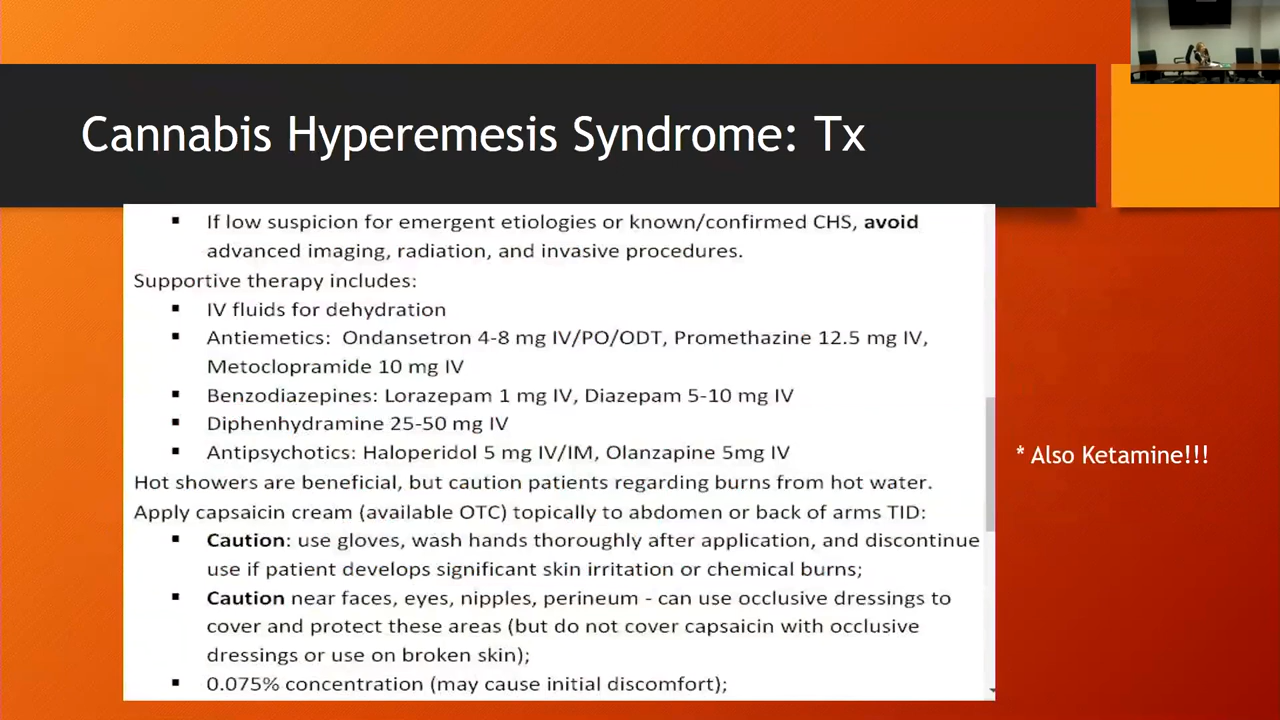 Cannabis Hyperemesis Syndrome: Tx
▪ If low suspicion for emergent etiologies or known/confirmed CHS, avoid
advanced imaging, radiation, and invasive procedures.
Supportive therapy includes:
▪ IV fluids for dehydration
▪ Antiemetics: Ondansetron 4-8 mg IV/PO/ODT, Promethazine 12.5 mg IV,
Metoclopramide 10 mg IV
▪ Benzodiazepines: Lorazepam 1 mg IV, Diazepam 5-10 mg IV
▪ Diphenhydramine 25-50 mg IV
▪ Antipsychotics: Haloperidol 5 mg IV/IM, Olanzapine 5mg IV
Hot showers are beneficial, but caution patients regarding burns from hot water.
Apply capsaicin cream (available OTC) topically to abdomen or back of arms TID:
▪ Caution: use gloves, wash hands thoroughly after application, and discontinue
use if patient develops significant skin irritation or chemical burns;
▪ Caution near faces, eyes, nipples, perineum - can use occlusive dressings to
cover and protect these areas (but do not cover capsaicin with occlusive
dressings or use on broken skin);
▪ 0.075% concentration (may cause initial discomfort);
* Also Ketamine!!!